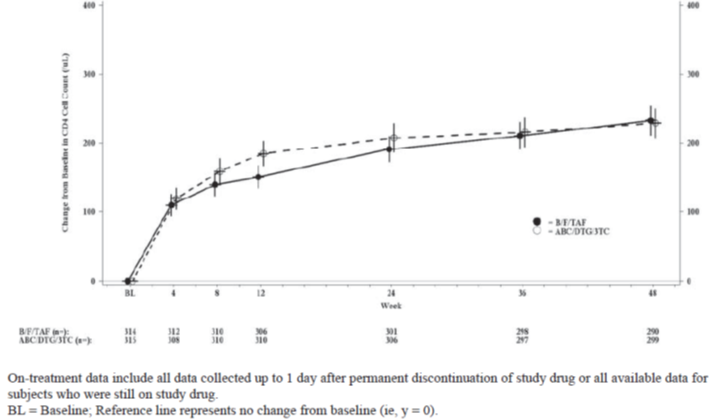 400 400
300 300
200 200
100 100
0 0
Change from Baseline in CD4 Cell Count (/uL)
= B/F/TAF
= ABC/DTG/3TC
BL 4 8 12 24 36 48
Week
B/F/TAF (n=): 314 312 310 306 301 298 290
ABC/DTG/3TC (n=): 315 308 310 310 306 297 299
On-treatment data include all data collected up to 1 day after permanent discontinuation of study drug or all available data for
subjects who were still on study drug.
BL = Baseline; Reference line represents no change from baseline (ie, y = 0).